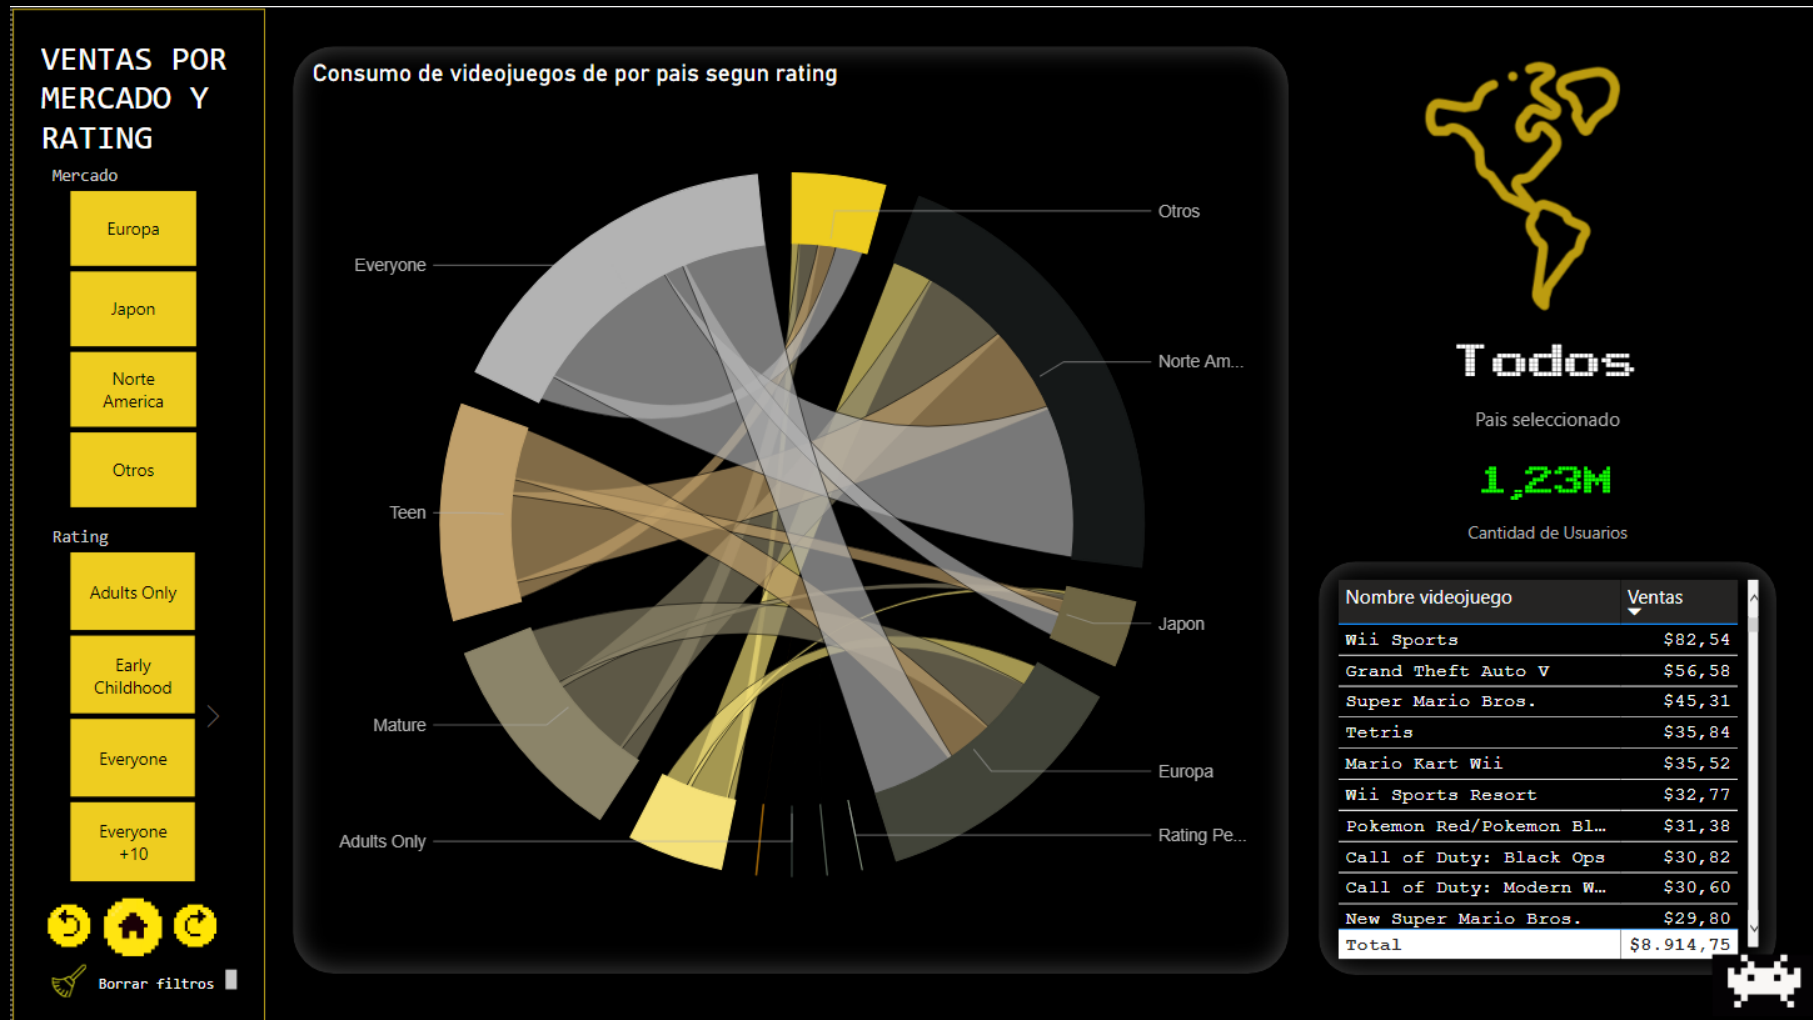 VENTAS POR
MERCADO Y
RATING
Mercado
Europa
Japon
Norte
America
Otros
Rating
Adults Only
Early
Childhood
Everyone
Everyone
+10
Borrar filtros
Consumo de videojuegos de por pais segun rating
Otros
Everyone
Norte Am...
Teen
Japon
Mature
Europa
Adults Only
Rating Pe...
Todos
Pais seleccionado
1,23M
Cantidad de Usuarios
Nombre videojuego Ventas
Wii Sports $82,54
Grand Theft Auto V $56,58
Super Mario Bros. $45,31
Tetris $35,84
Mario Kart Wii $35,52
Wii Sports Resort $32,77
Pokemon Red/Pokemon Bl... $31,38
Call of Duty: Black Ops $30,82
Call of Duty: Modern W... $30,60
New Super Mario Bros. $29,80
Total $8.914,75